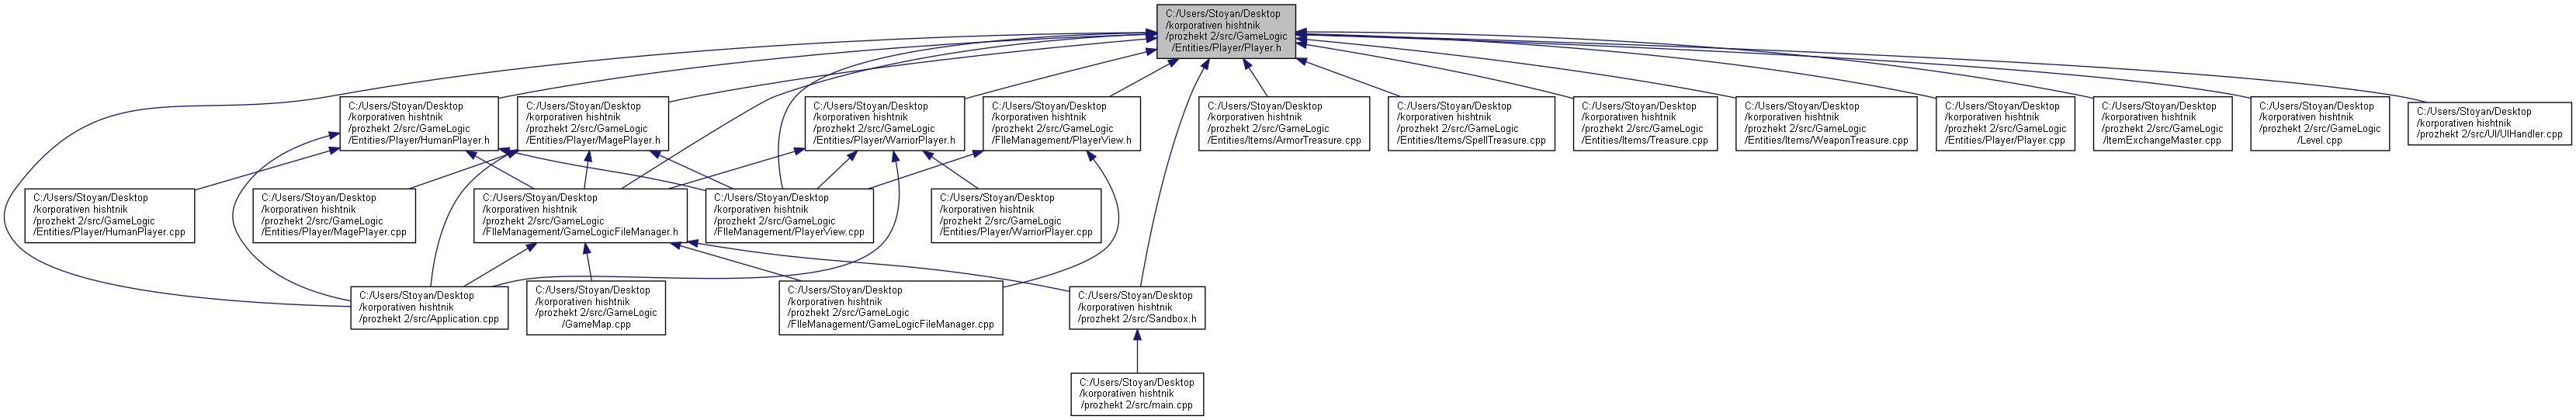 C:/Users/Stoyan/Desktop
/korporativen hishtnik
/prozhekt 2/src/GameLogic
/Entities/Player/Player.h
C:/Users/Stoyan/Desktop
/korporativen hishtnik
/prozhekt 2/src/GameLogic
/Entities/Player/HumanPlayer.h
C:/Users/Stoyan/Desktop
/korporativen hishtnik
/prozhekt 2/src/GameLogic
/Entities/Player/MagePlayer.h
C:/Users/Stoyan/Desktop
/korporativen hishtnik
/prozhekt 2/src/GameLogic
/Entities/Player/WarriorPlayer.h
C:/Users/Stoyan/Desktop
/korporativen hishtnik
/prozhekt 2/src/GameLogic
/FIleManagement/PlayerView.h
C:/Users/Stoyan/Desktop
/korporativen hishtnik
/prozhekt 2/src/GameLogic
/Entities/Items/ArmorTreasure.cpp
C:/Users/Stoyan/Desktop
/korporativen hishtnik
/prozhekt 2/src/GameLogic
/Entities/Items/SpellTreasure.cpp
C:/Users/Stoyan/Desktop
/korporativen hishtnik
/prozhekt 2/src/GameLogic
/Entities/Items/Treasure.cpp
C:/Users/Stoyan/Desktop
/korporativen hishtnik
/prozhekt 2/src/GameLogic
/Entities/Items/WeaponTreasure.cpp
C:/Users/Stoyan/Desktop
/korporativen hishtnik
/prozhekt 2/src/GameLogic
/Entities/Player/Player.cpp
C:/Users/Stoyan/Desktop
/korporativen hishtnik
/prozhekt 2/src/GameLogic
/ItemExchangeMaster.cpp
C:/Users/Stoyan/Desktop
/korporativen hishtnik
/prozhekt 2/src/GameLogic
/Level.cpp
C:/Users/Stoyan/Desktop
/korporativen hishtnik
/prozhekt 2/src/UI/UIHandler.cpp
C:/Users/Stoyan/Desktop
/korporativen hishtnik
/prozhekt 2/src/GameLogic
/Entities/Player/HumanPlayer.cpp
C:/Users/Stoyan/Desktop
/korporativen hishtnik
/prozhekt 2/src/GameLogic
/Entities/Player/MagePlayer.cpp
C:/Users/Stoyan/Desktop
/korporativen hishtnik
/prozhekt 2/src/GameLogic
/FIleManagement/GameLogicFileManager.h
C:/Users/Stoyan/Desktop
/korporativen hishtnik
/prozhekt 2/src/GameLogic
/FIleManagement/PlayerView.cpp
C:/Users/Stoyan/Desktop
/korporativen hishtnik
/prozhekt 2/src/GameLogic
/Entities/Player/WarriorPlayer.cpp
C:/Users/Stoyan/Desktop
/korporativen hishtnik
/prozhekt 2/src/Application.cpp
C:/Users/Stoyan/Desktop
/korporativen hishtnik
/prozhekt 2/src/GameLogic
/GameMap.cpp
C:/Users/Stoyan/Desktop
/korporativen hishtnik
/prozhekt 2/src/GameLogic
/FIleManagement/GameLogicFileManager.cpp
C:/Users/Stoyan/Desktop
/korporativen hishtnik
/prozhekt 2/src/Sandbox.h
C:/Users/Stoyan/Desktop
/korporativen hishtnik
/prozhekt 2/src/main.cpp